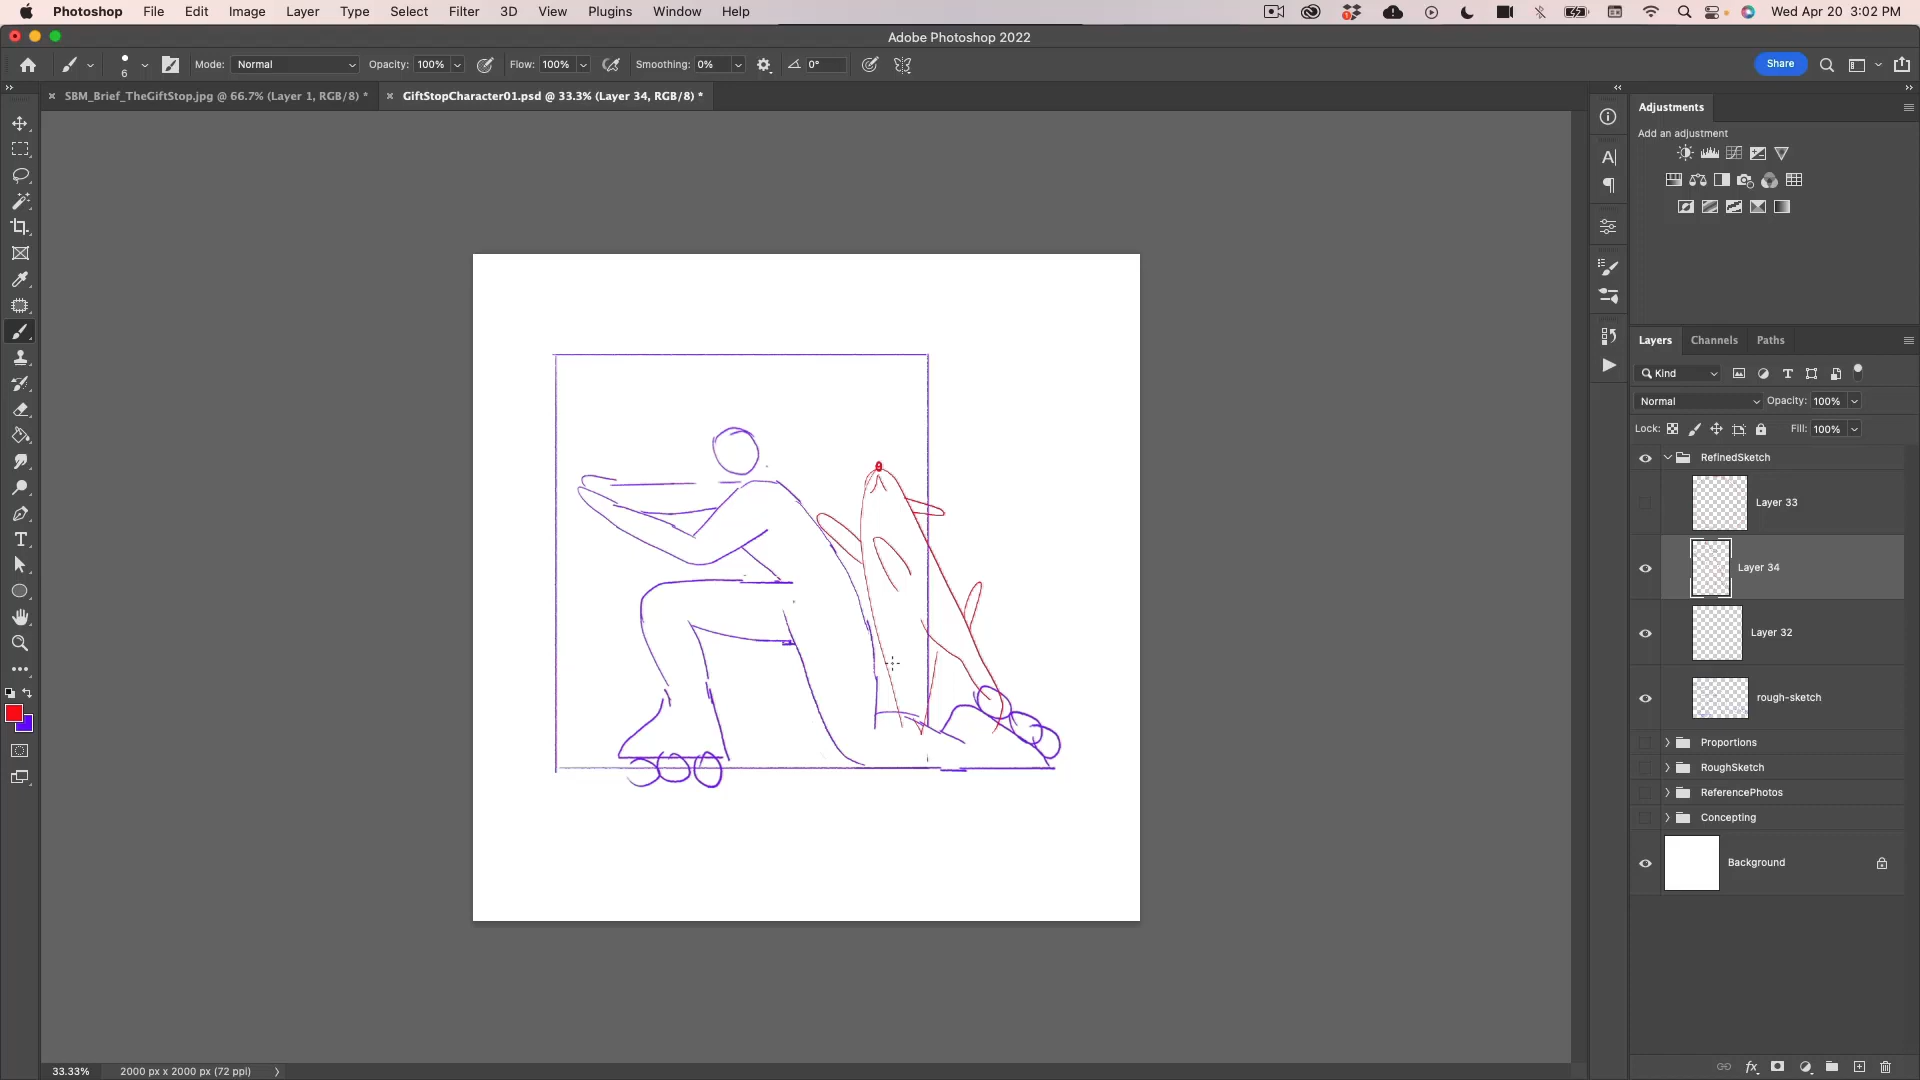 Photoshop File Edit Image Layer Type Select Filter 3D View Plugins Window Help Wed Apr 20 3:02 PM
Adobe Photoshop 2022
6 Mode: Normal Opacity: 100% Flow: 100% Smoothing: 0% 0° Share
× SBM_Brief_TheGiftStop.jpg @ 66.7% (Layer 1, RGB/8) * × GiftStopCharacter01.psd @ 33.3% (Layer 34, RGB/8) *
Adjustments
Add an adjustment
Layers Channels Paths
Kind
Normal Opacity: 100%
Lock: Fill: 100%
RefinedSketch
Layer 33
Layer 34
Layer 32
rough-sketch
Proportions
RoughSketch
ReferencePhotos
Concepting
Background
33.33% 2000 px x 2000 px (72 ppi)